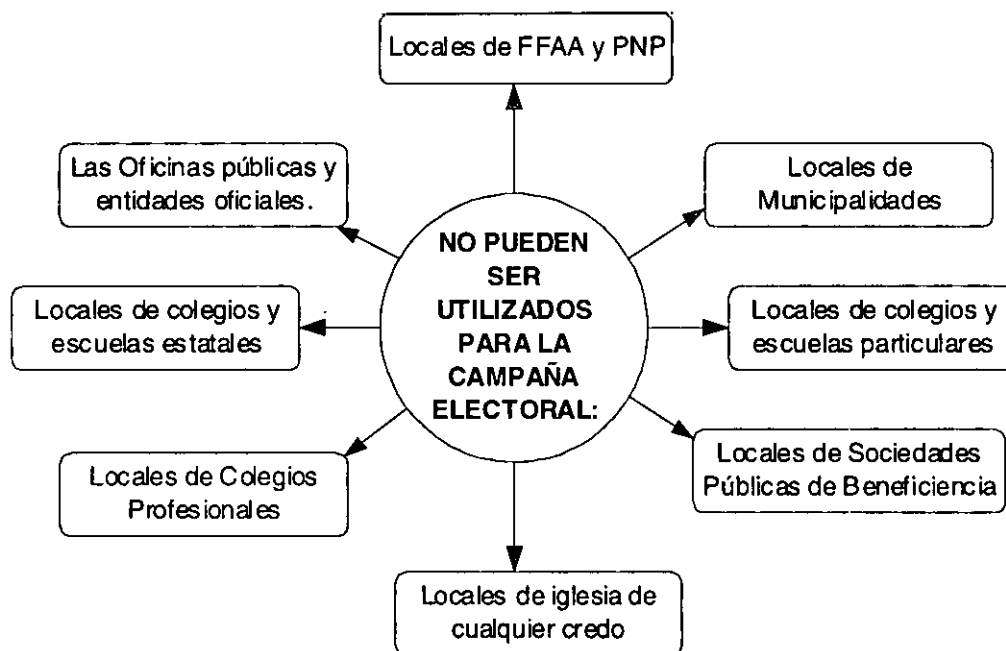 Locales de FFAA y PNP
Las Oficinas públicas y
entidades oficiales.
Locales de
Municipalidades
NO PUEDEN
SER
UTILIZADOS
PARA LA
CAMPAÑA
ELECTORAL:
Locales de colegios y
escuelas estatales
Locales de colegios y
escuelas particulares
Locales de Colegios
Profesionales
Locales de Sociedades
Públicas de Beneficiencia
Locales de iglesia de
cualquier credo